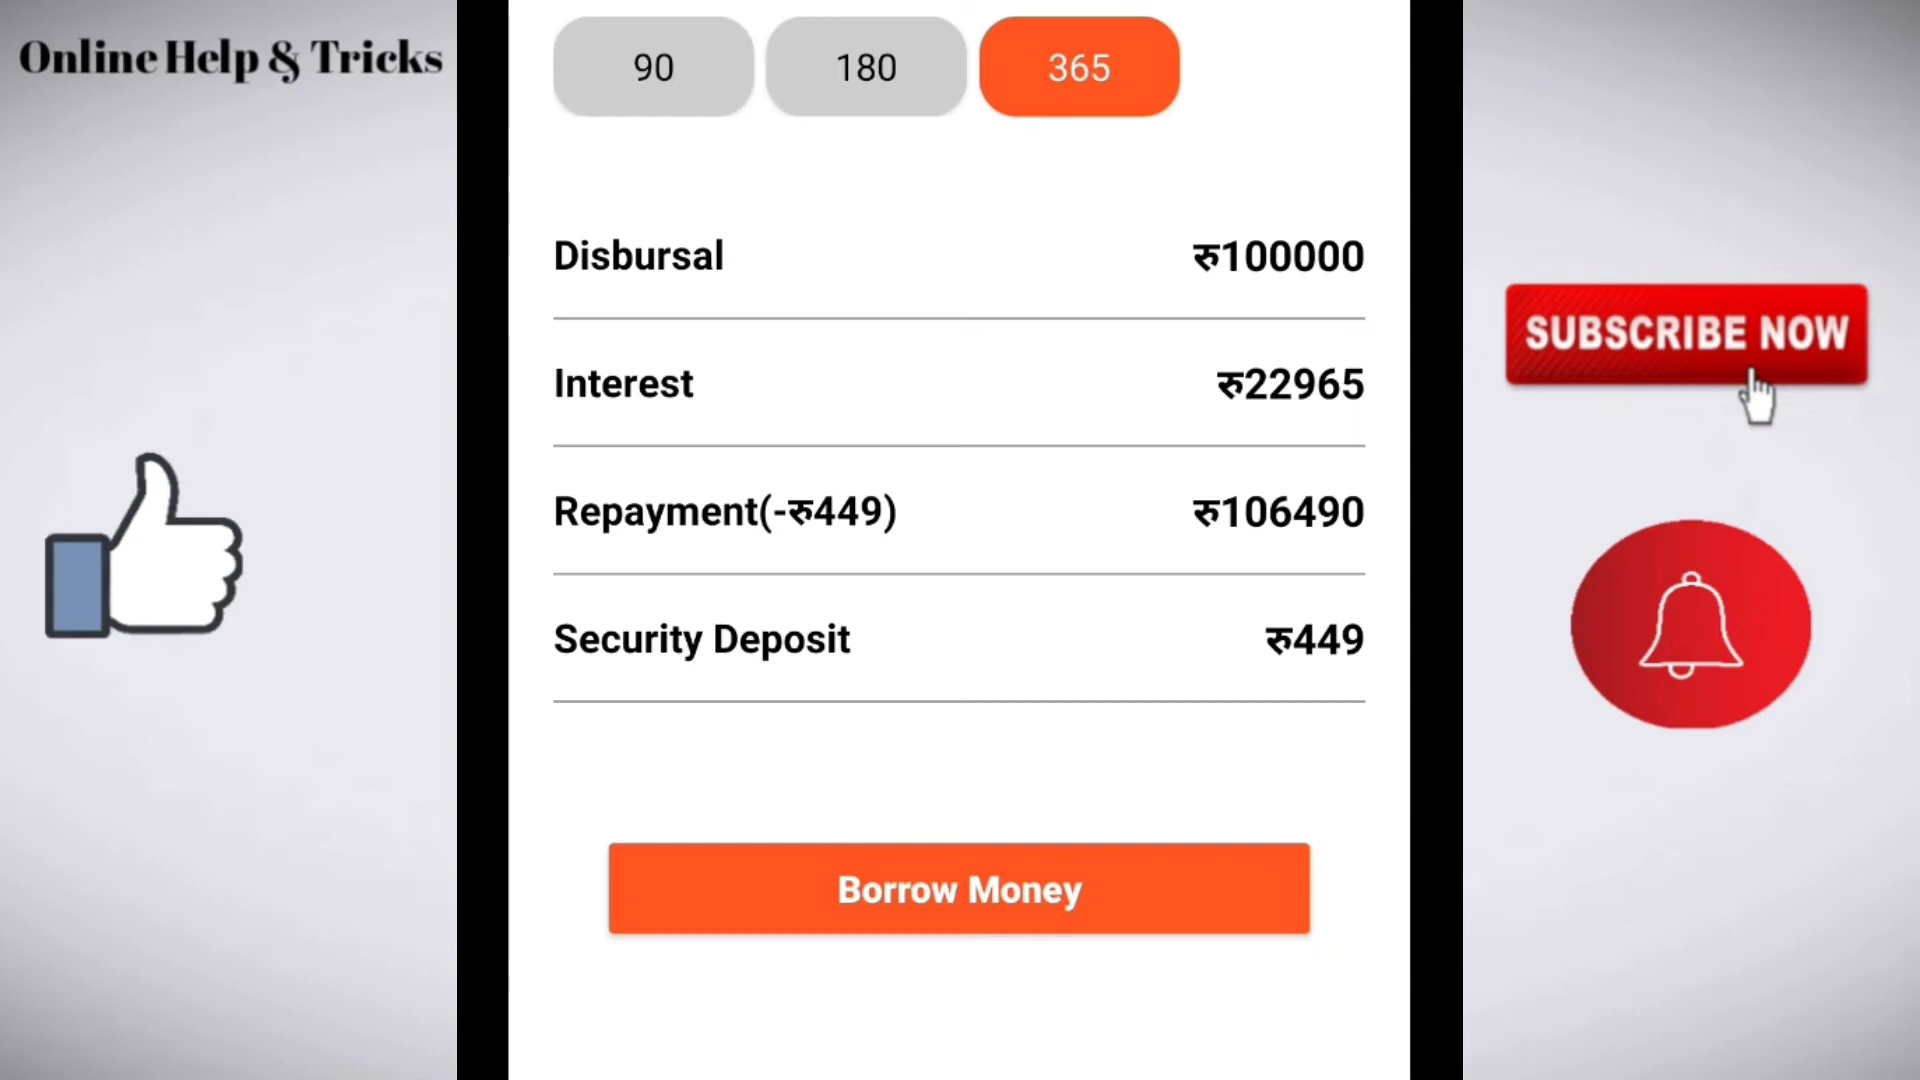 Online Help & Tricks
90 180 365
Disbursal रु100000
Interest रु22965
SUBSCRIBE NOW
Repayment(-रु449) रु106490
Security Deposit रु449
Borrow Money